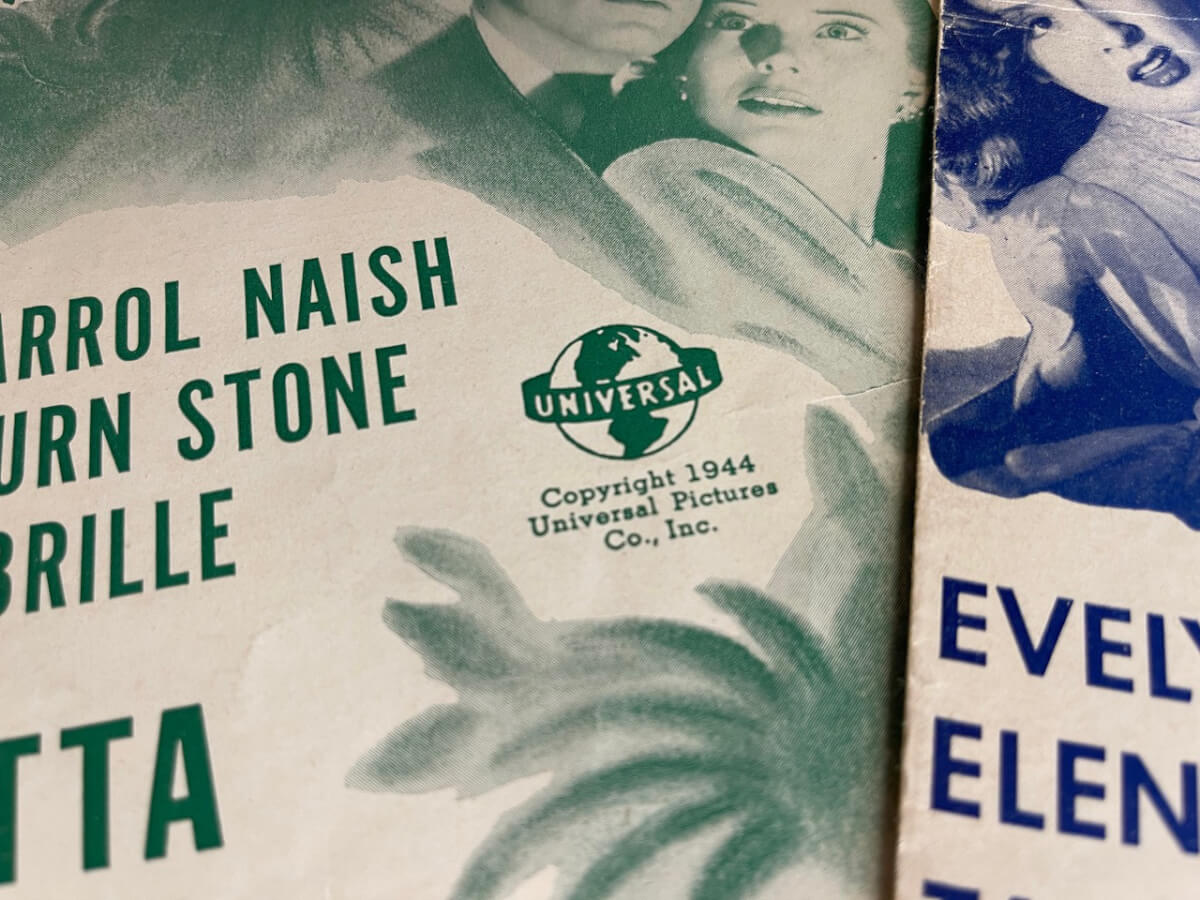 ARROL NAISH
URN STONE
BRILLE
TTA
UNIVERSAL
Copyright 1944
Universal Pictures
Co., Inc.
EVELY
ELEN